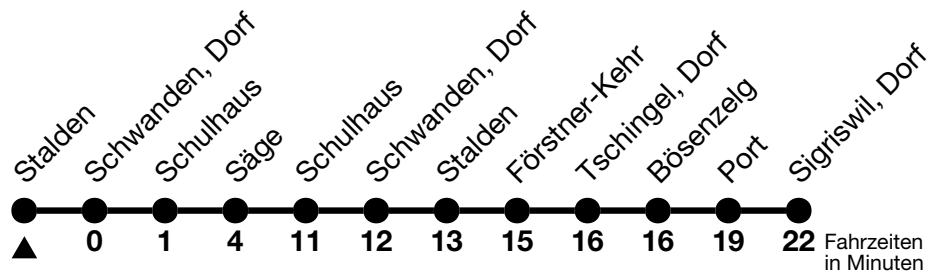 Stalden
Schwanden, Dorf
Schulhaus
Säge
Schulhaus
Schwanden, Dorf
Stalden
Förstner-Kehr
Tschingel, Dorf
Bösenzelg
Port
Sigriswil, Dorf
0 1 4 11 12 13 15 16 16 19 22 Fahrzeiten
in Minuten